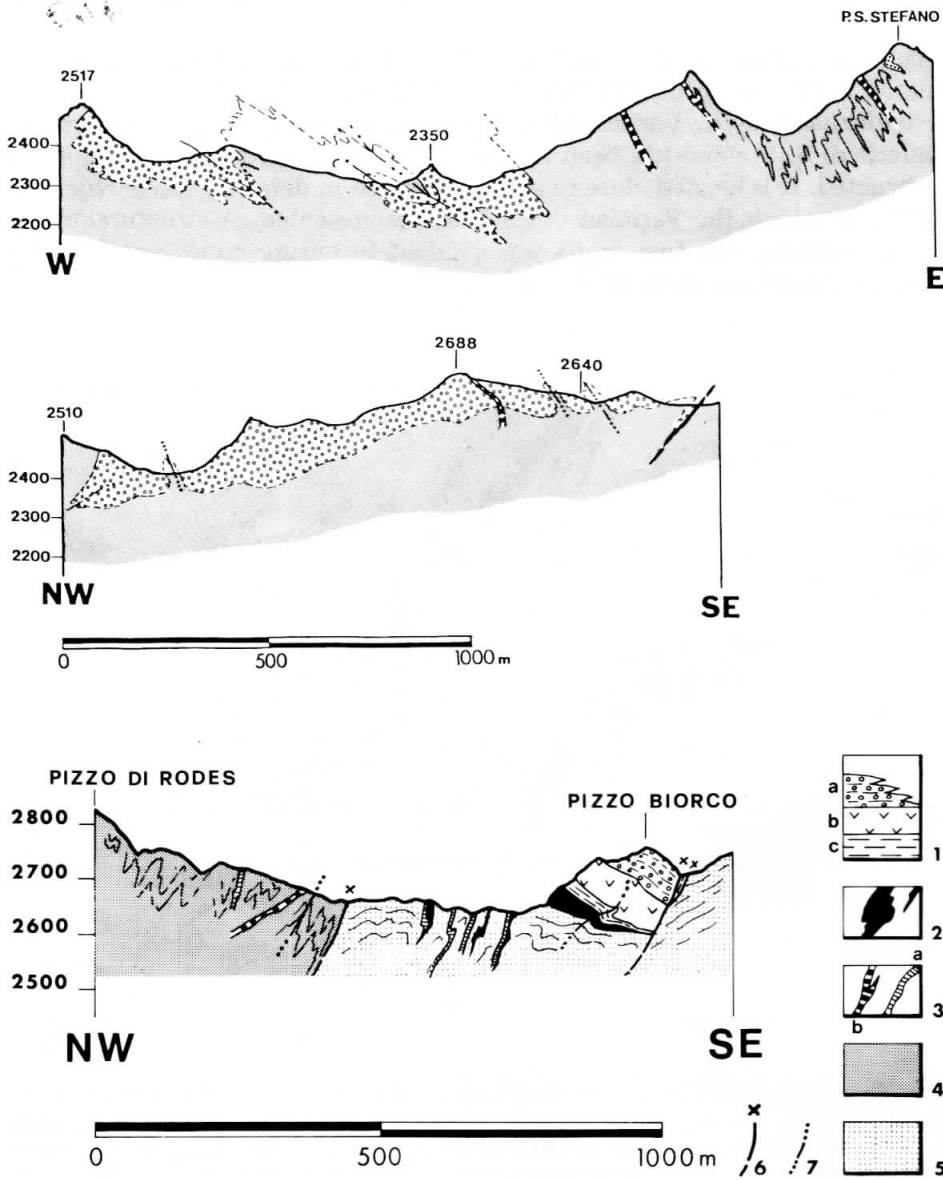 P.S. STEFANO
2517
2350
2400
2300
2200
W
E
2688
2640
2510
2400
2300
2200
NW
SE
0 500 1000 m
PIZZO DI RODES
PIZZO BIORCO
2800
2700
2600
2500
x
xx
NW
SE
0 500 1000 m
a
b
c
1
2
a
3
b
4
x
6 7 5